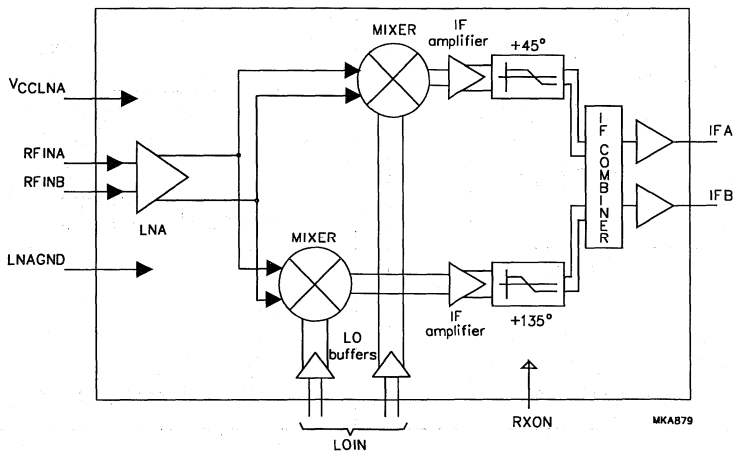 MIXER
IF
amplifier
+45°
VCCLNA
RFINA
RFINB
LNA
LNAGND
IF COMBINER
IFA
IFB
MIXER
LO
buffers
IF
amplifier
+135°
LOIN
RXON
MKA879